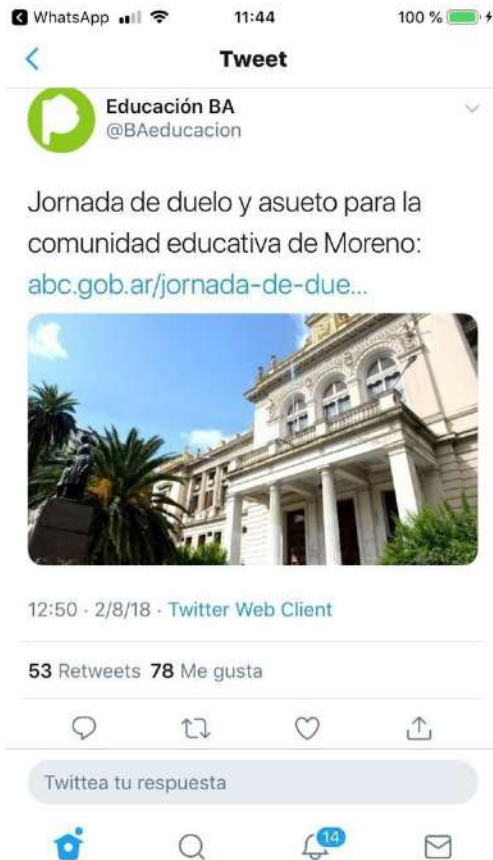 WhatsApp 11:44 100 %
Tweet
Educación BA
@BAeducacion
Jornada de duelo y asueto para la
comunidad educativa de Moreno:
abc.gob.ar/jornada-de-due...
12:50 · 2/8/18 · Twitter Web Client
53 Retweets 78 Me gusta
Twittea tu respuesta
14